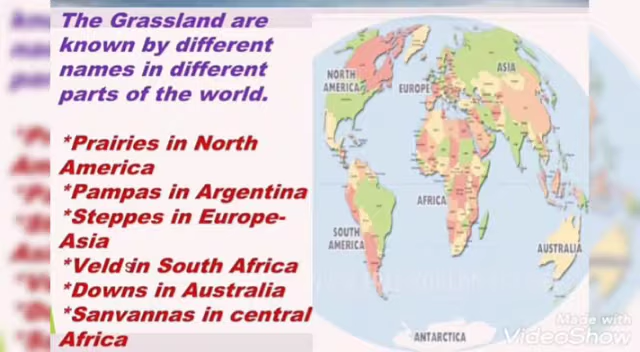 The Grassland are
known by different
names in different
parts of the world.
*Prairies in North
America
*Pampas in Argentina
*Steppes in Europe-
Asia
*Velds in South Africa
*Downs in Australia
*Sanvannas in central
Africa
NORTH
AMERICA
EUROPE
ASIA
AFRICA
SOUTH
AMERICA
AUSTRALIA
ANTARCTICA
Made with
VideoShow